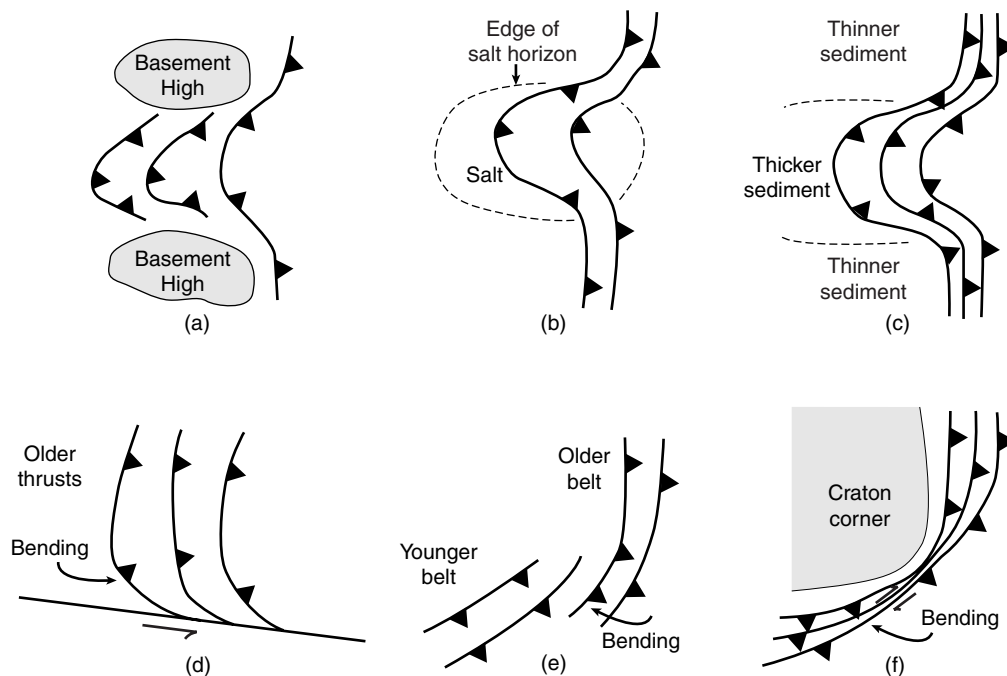 Basement
High
Basement
High
(a)
Edge of
salt horizon
Salt
(b)
Thinner
sediment
Thicker
sediment
Thinner
sediment
(c)
Older
thrusts
Bending
(d)
Older
belt
Younger
belt
Bending
(e)
Craton
corner
Bending
(f)